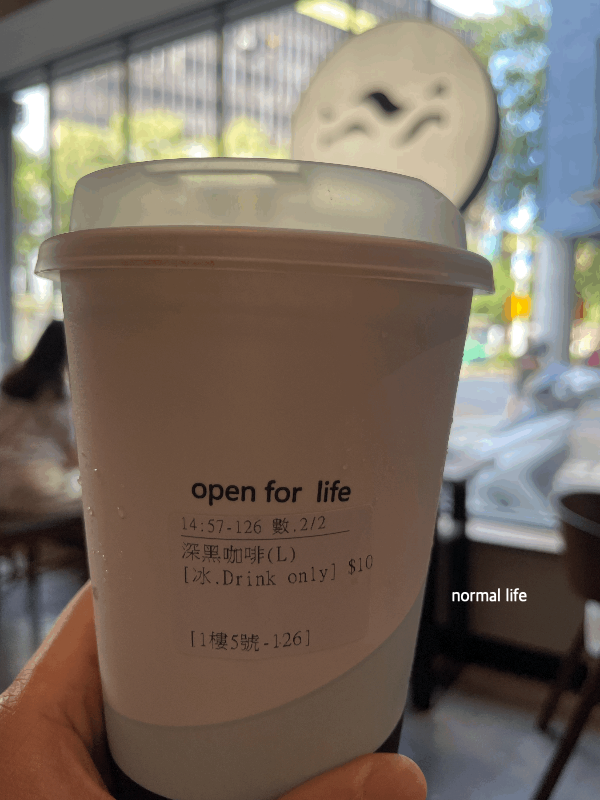 open for life
14:57-126 數.2/2
深黑咖啡(L)
[冰.Drink only] $10
[1樓5號-126]
normal life